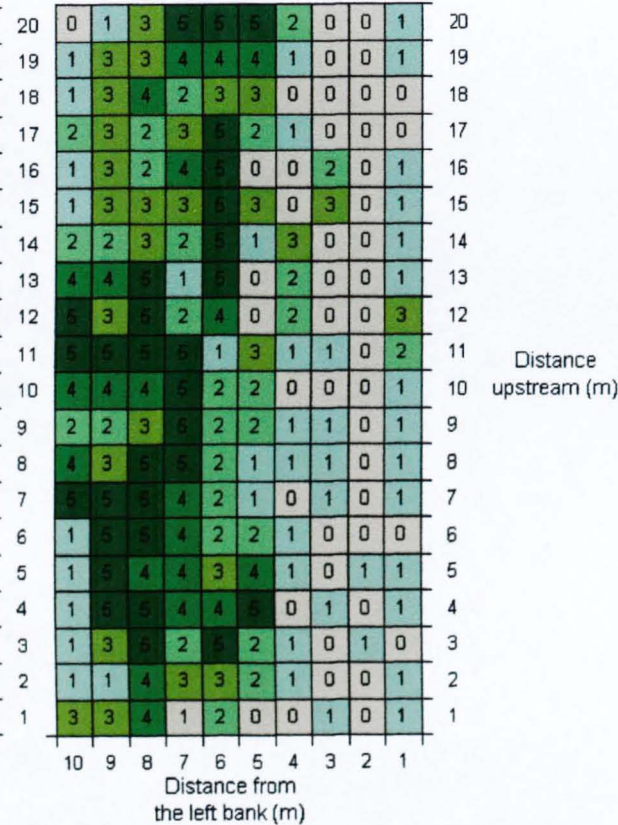 20 0 1 3 5 5 5 2 0 0 1 20
19 1 3 3 4 4 4 1 0 0 1 19
18 1 3 4 2 3 3 0 0 0 0 18
17 2 3 2 3 5 2 1 0 0 0 17
16 1 3 2 4 5 0 0 2 0 1 16
15 1 3 3 3 5 3 0 3 0 1 15
14 2 2 3 2 5 1 3 0 0 1 14
13 4 4 5 1 5 0 2 0 0 1 13
12 5 3 5 2 4 0 2 0 0 3 12
11 5 5 5 5 1 3 1 1 0 2 11
Distance
10 4 4 4 5 2 2 0 0 0 1 10
upstream (m)
9 2 2 3 5 2 2 1 1 0 1 9
8 4 3 5 5 2 1 1 1 0 1 8
7 5 5 5 4 2 1 0 1 0 1 7
6 1 5 5 4 2 2 1 0 0 0 6
5 1 5 4 4 3 4 1 0 1 1 5
4 1 5 5 4 4 5 0 1 0 1 4
3 1 3 5 2 5 2 1 0 1 0 3
2 1 1 4 3 3 2 1 0 0 1 2
1 3 3 4 1 2 0 0 1 0 1 1
10 9 8 7 6 5 4 3 2 1
Distance from
the left bank (m)